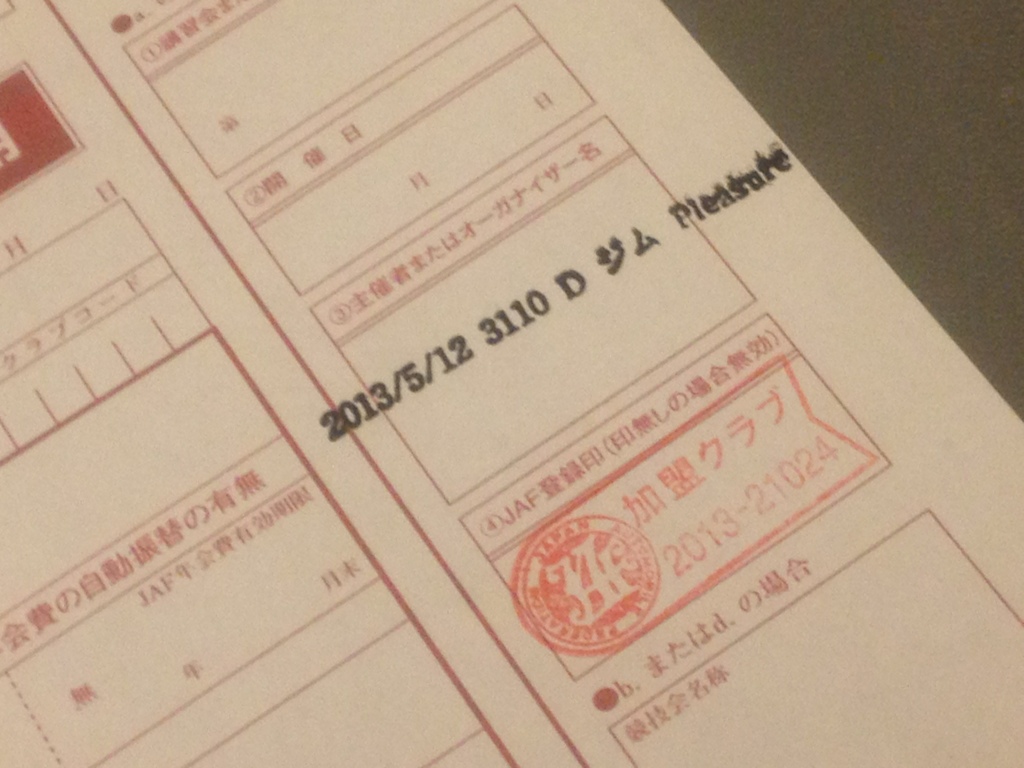 ①講習会また
第
②開 催 日
月 日
③主催者またはオーガナイザー名
2013/5/12 3110 D ジム Pleasure
④JAF登録印(印無しの場合無効)
加盟クラブ
2013-21024
JAPAN
●b. またはd. の場合
競技会名称
月 日
クラブコード
会費の自動振替の有無
JAF年会費有効期限
無 年 月末